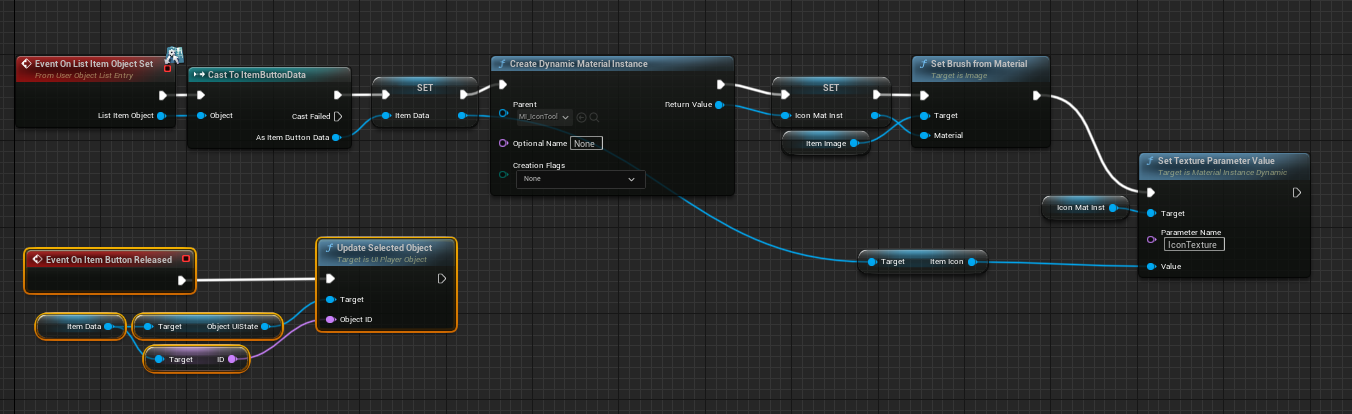 Event On List Item Object Set
From User Object List Entry
List Item Object
Cast To ItemButtonData
Object
Cast Failed
As Item Button Data
SET
Item Data
Create Dynamic Material Instance
Parent
MI_IconTool
Return Value
Optional Name
None
Creation Flags
None
SET
Icon Mat Inst
Item Image
Set Brush from Material
Target is Image
Target
Material
Set Texture Parameter Value
Target is Material Instance Dynamic
Icon Mat Inst
Target
Parameter Name
IconTexture
Value
Target
Item Icon
Event On Item Button Released
Update Selected Object
Target is UI Player Object
Target
Object ID
Item Data
Target
Object UIState
Target
ID